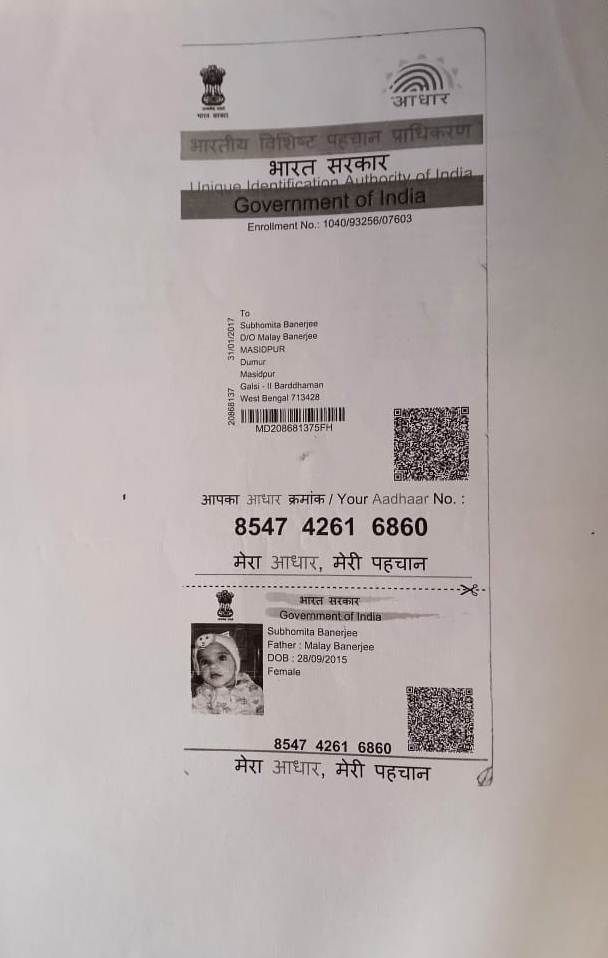 भारत सरकार
आधार
भारतीय विशिष्ट पहचान प्राधिकरण
भारत सरकार
Unique Identification Authority of India
Government of India
Enrollment No.: 1040/93256/07603
31/01/2017
20868137
To
Subhomita Banerjee
D/O Malay Banerjee
MASIDPUR
Dumur
Masidpur
Galsi - II Barddhaman
West Bengal 713428
MD208681375FH
आपका आधार क्रमांक / Your Aadhaar No. :
8547 4261 6860
मेरा आधार, मेरी पहचान
भारत सरकार
Government of India
Subhomita Banerjee
Father : Malay Banerjee
DOB : 28/09/2015
Female
8547 4261 6860
मेरा आधार, मेरी पहचान